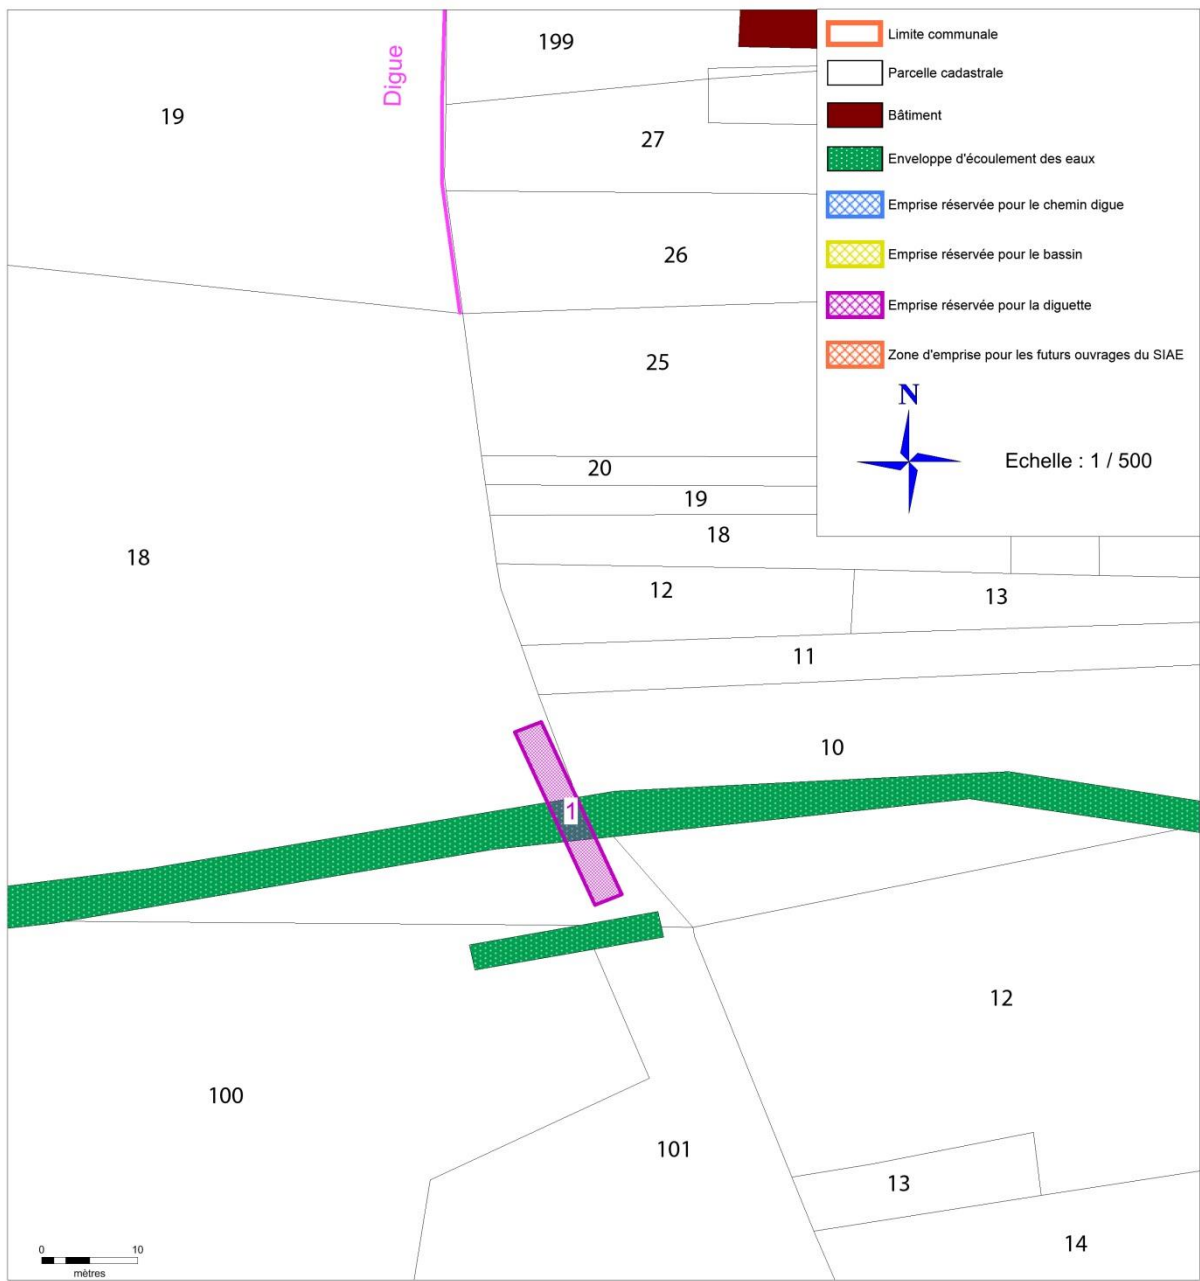 199
Digue
19
27
26
25
20
19
18
18
12
13
11
10
1
12
100
101
13
14
Limite communale
Parcelle cadastrale
Bâtiment
Enveloppe d'écoulement des eaux
Emprise réservée pour le chemin digue
Emprise réservée pour le bassin
Emprise réservée pour la diguette
Zone d'emprise pour les futurs ouvrages du SIAE
N
Echelle : 1 / 500
0 10
mètres